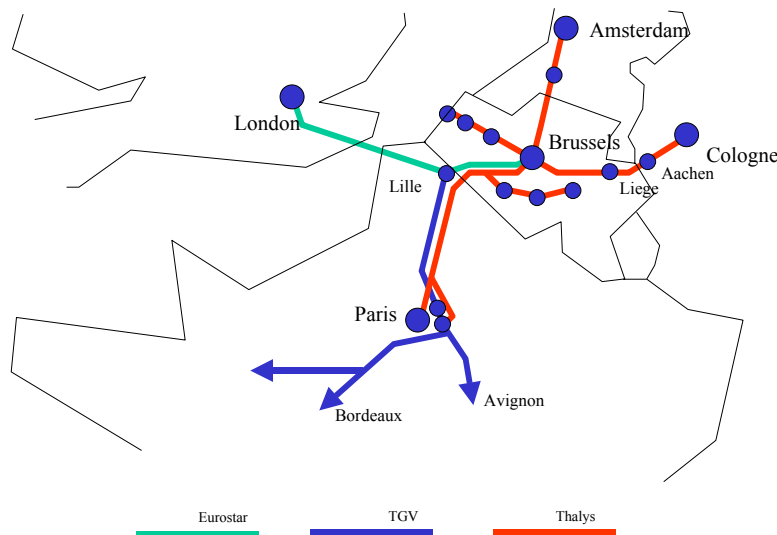 Amsterdam
London
Brussels
Cologne
Lille
Liege
Aachen
Paris
Bordeaux
Avignon
Eurostar
TGV
Thalys